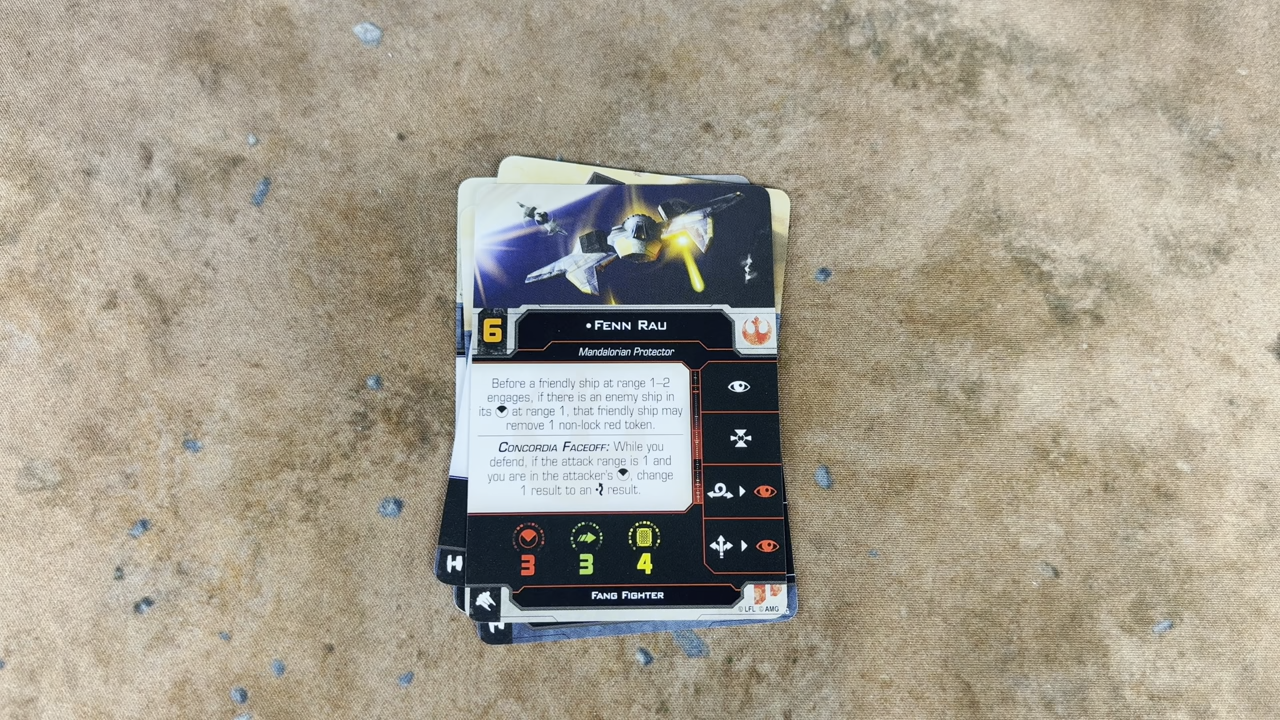 6
•Fenn Rau
Mandalorian Protector
Before a friendly ship at range 1–2
engages, if there is an enemy ship in
its at range 1, that friendly ship may
remove 1 non-lock red token.
Concordia Faceoff: While you
defend, if the attack range is 1 and
you are in the attacker's , change
1 result to an result.
3 3 4
Fang Fighter
© LFL © AMG